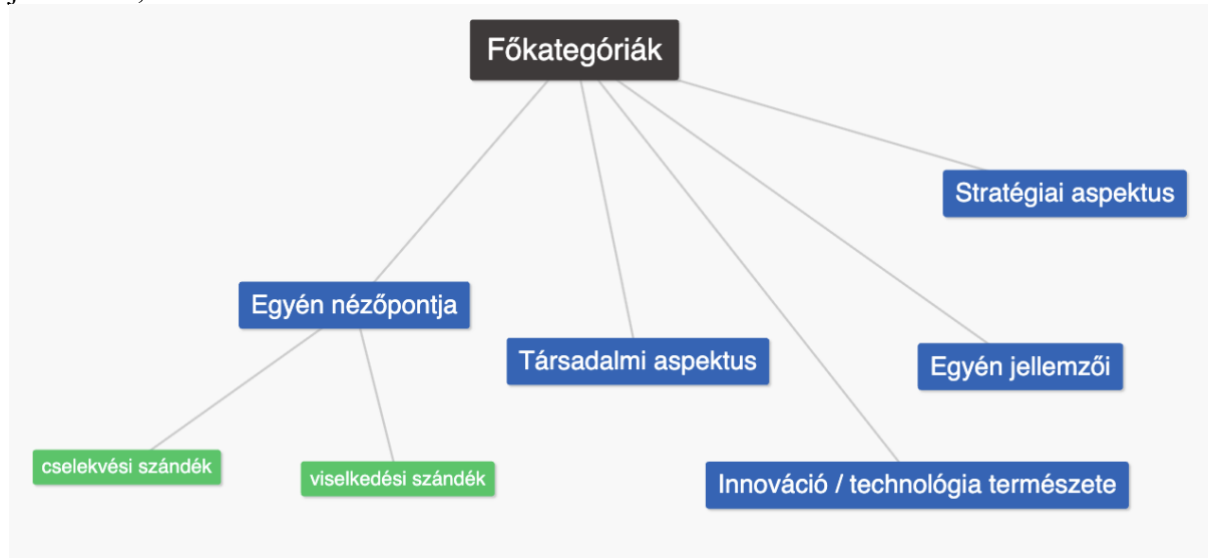 Főkategóriák
Stratégiai aspektus
Egyén nézőpontja
Társadalmi aspektus
Egyén jellemzői
cselekvési szándék
viselkedési szándék
Innováció / technológia természete